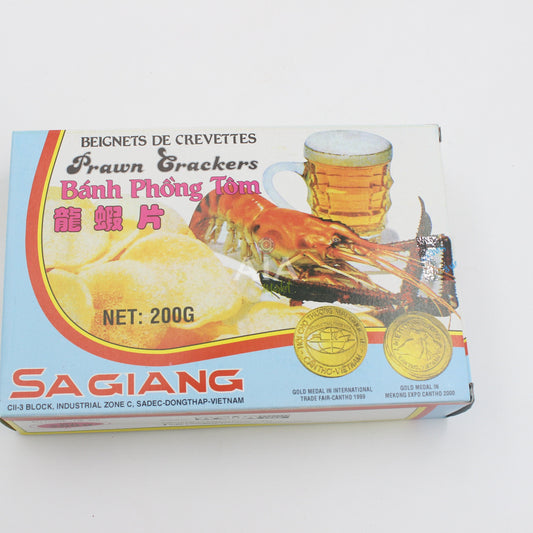 BEIGNETS DE CREVETTES
Prawn Crackers
Bánh Phồng Tôm
龍蝦片
NET: 200G
SAGIANG
CII-3 BLOCK, INDUSTRIAL ZONE C, SADEC-DONGTHAP-VIETNAM
GOLD MEDAL IN INTERNATIONAL
TRADE FAIR-CANTHO 1999
GOLD MEDAL IN
MEKONG EXPO CANTHO 2000